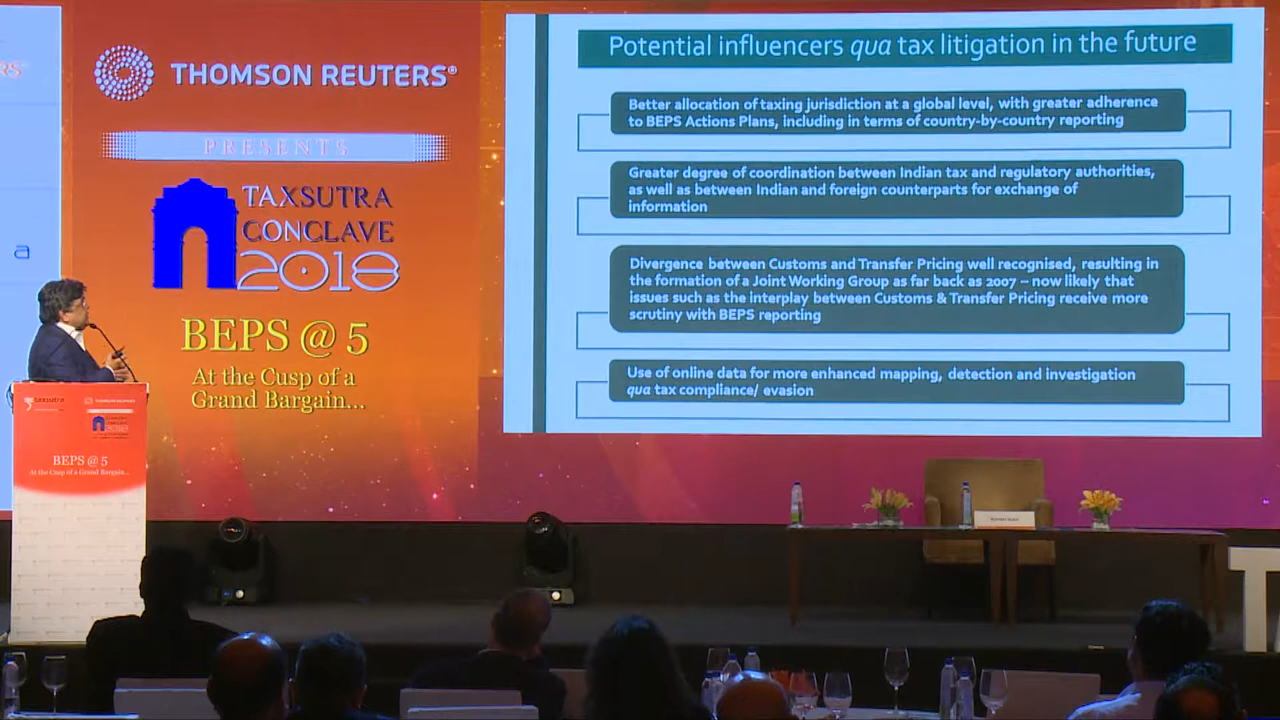 RS
a
THOMSON REUTERS®
PRESENTS
TAXSUTRA
CONCLAVE
2018
BEPS @ 5
At the Cusp of a
Grand Bargain...
Potential influencers qua tax litigation in the future
Better allocation of taxing jurisdiction at a global level, with greater adherence
to BEPS Actions Plans, including in terms of country-by-country reporting
Greater degree of coordination between Indian tax and regulatory authorities,
as well as between Indian and foreign counterparts for exchange of
information
Divergence between Customs and Transfer Pricing well recognised, resulting in
the formation of a Joint Working Group as far back as 2007 – now likely that
issues such as the interplay between Customs & Transfer Pricing receive more
scrutiny with BEPS reporting
Use of online data for more enhanced mapping, detection and investigation
qua tax compliance/ evasion
taxsutra
BEPS @ 5
At the Cusp of a Grand Bargain...
T